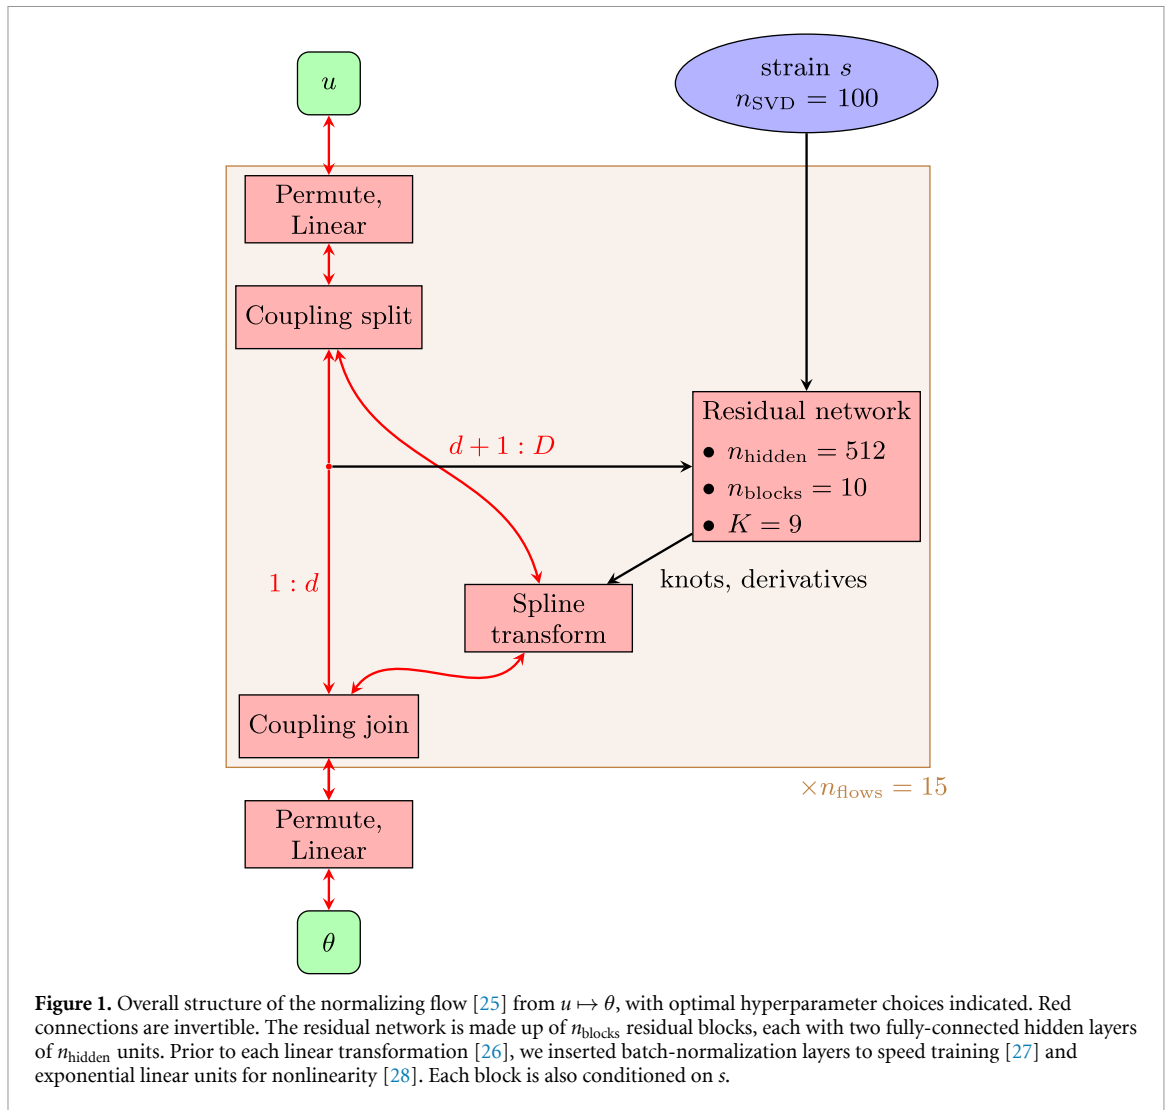 u
strain s
n_SVD = 100
Permute,
Linear
Coupling split
Residual network
• n_hidden = 512
• n_blocks = 10
• K = 9
d + 1 : D
1 : d
knots, derivatives
Spline
transform
Coupling join
×n_flows = 15
Permute,
Linear
θ
Figure 1. Overall structure of the normalizing flow [25] from u ↦ θ, with optimal hyperparameter choices indicated. Red
connections are invertible. The residual network is made up of n_blocks residual blocks, each with two fully-connected hidden layers
of n_hidden units. Prior to each linear transformation [26], we inserted batch-normalization layers to speed training [27] and
exponential linear units for nonlinearity [28]. Each block is also conditioned on s.